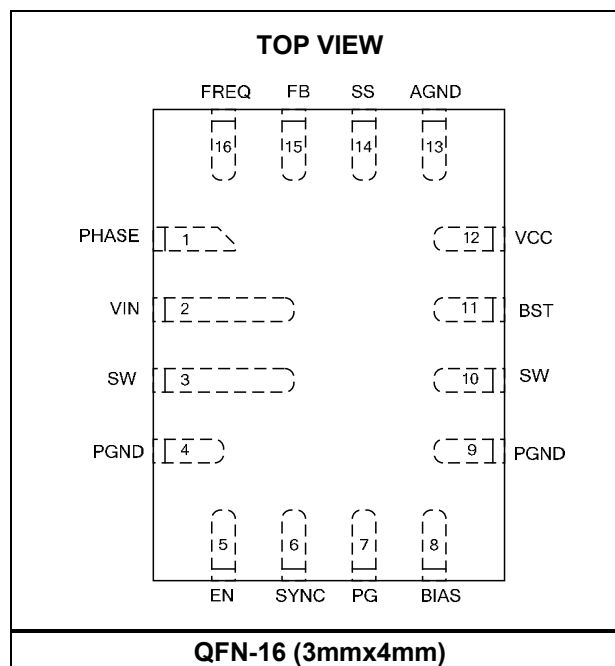 TOP VIEW
FREQ FB SS AGND
16 15 14 13
PHASE 1 12 VCC
VIN 2 11 BST
SW 3 10 SW
PGND 4 9 PGND
5 6 7 8
EN SYNC PG BIAS
QFN-16 (3mmx4mm)